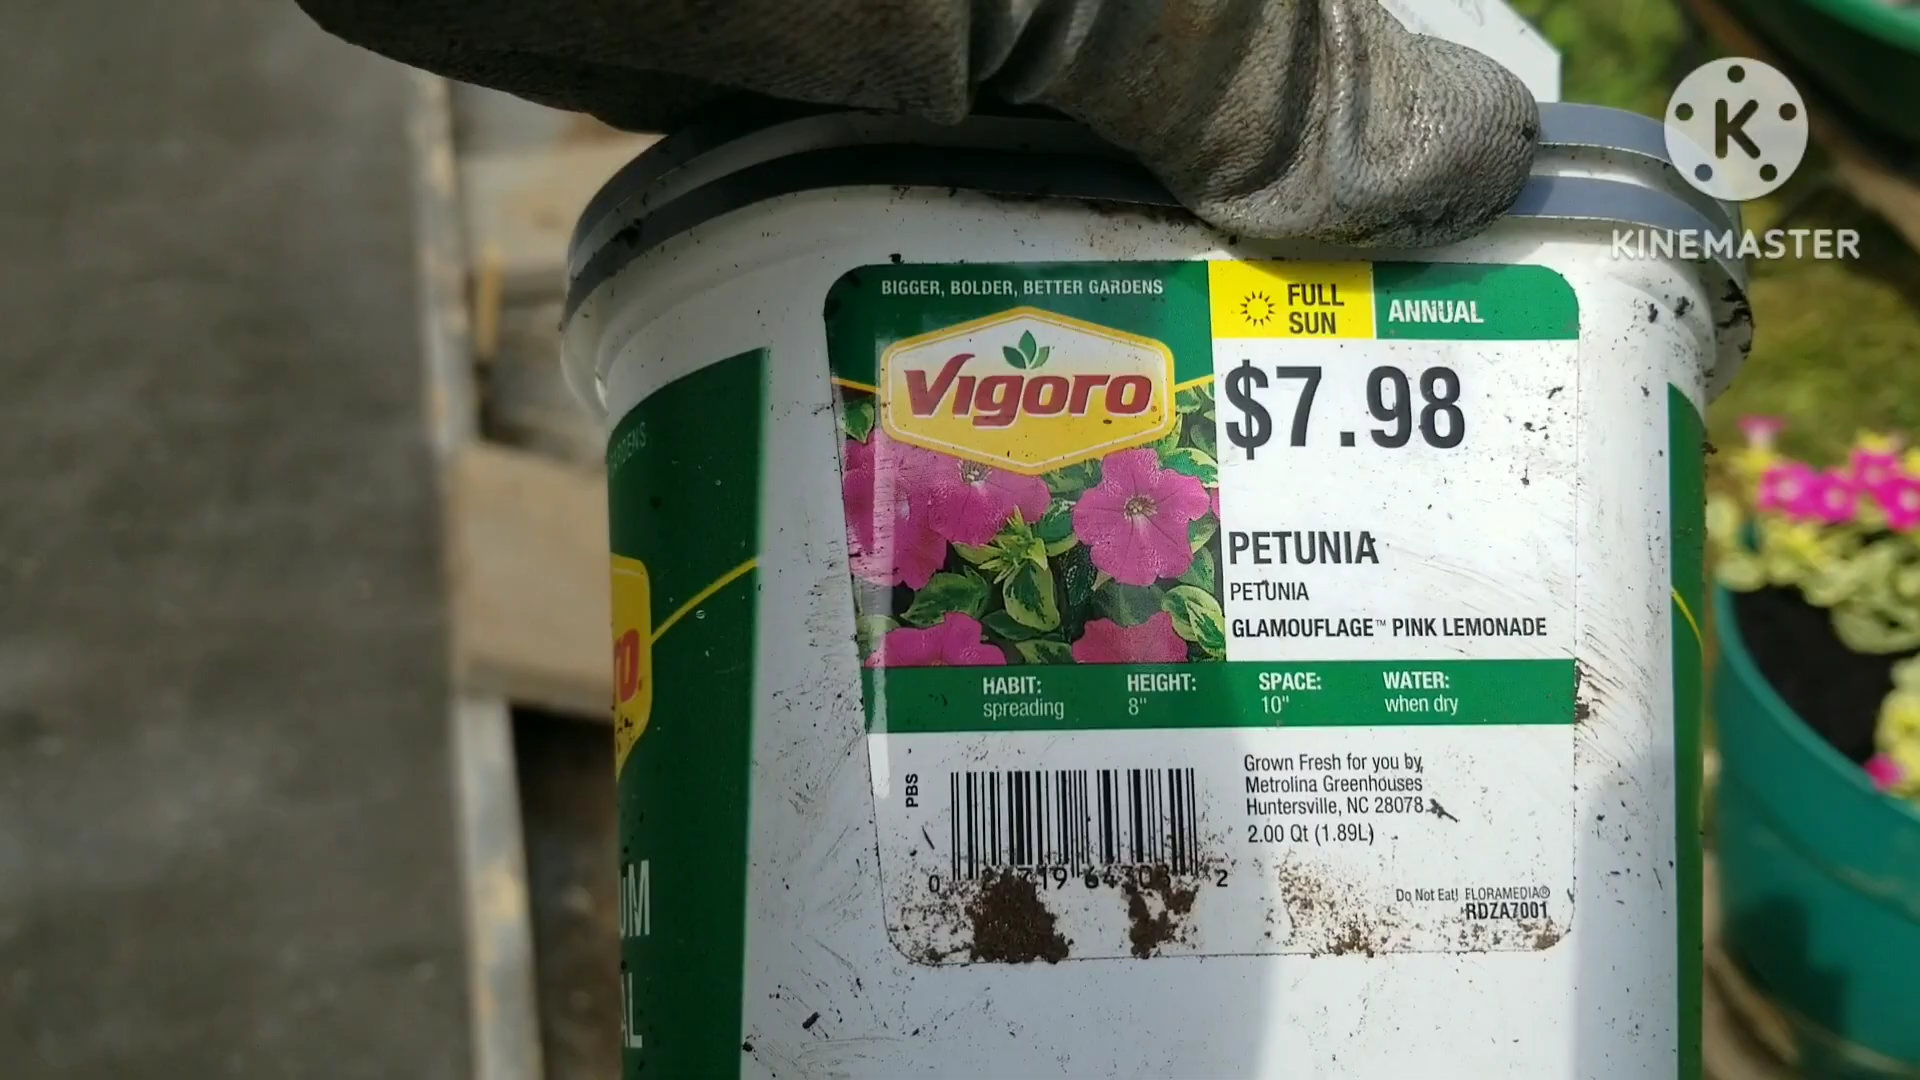 KINEMASTER
BIGGER, BOLDER, BETTER GARDENS
Vigoro
FULL SUN
ANNUAL
$7.98
PETUNIA
PETUNIA
GLAMOUFLAGE™ PINK LEMONADE
HABIT: spreading
HEIGHT: 8"
SPACE: 10"
WATER: when dry
PBS
Grown Fresh for you by
Metrolina Greenhouses
Huntersville, NC 28078
2.00 Qt (1.89L)
Do Not Eat! FLORAMEDIA®
RDZA7001